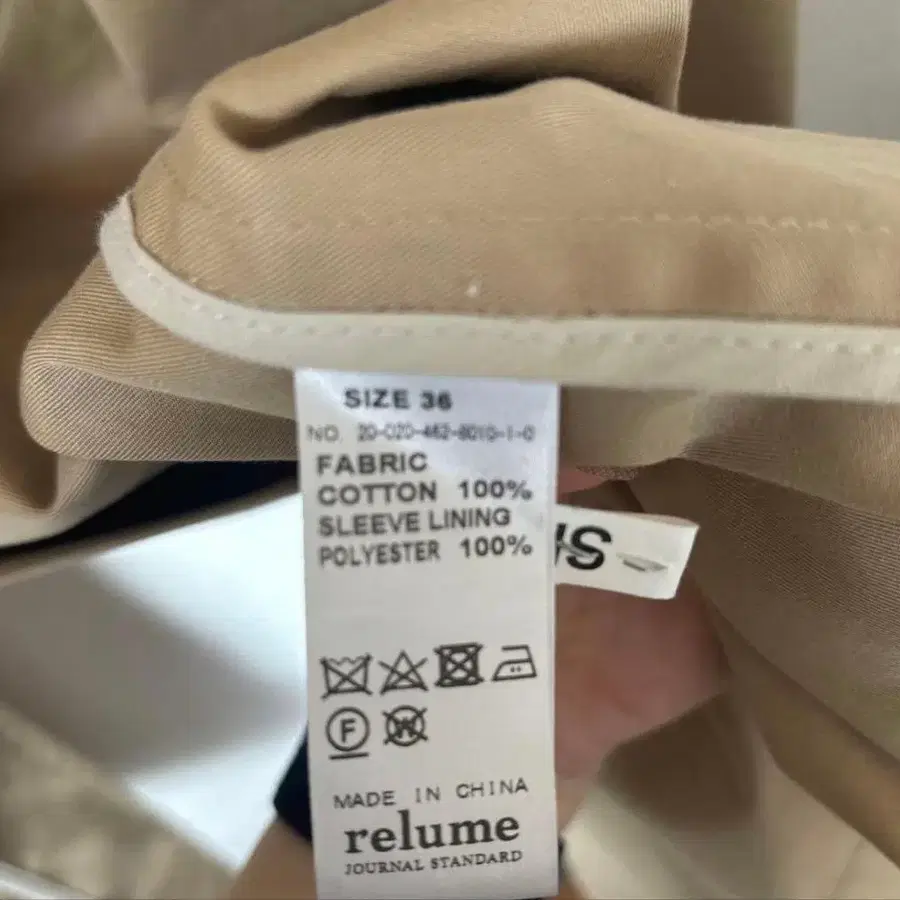 SIZE 36
NO. 20-020-462-8010-1-0
FABRIC
COTTON 100%
SLEEVE LINING
POLYESTER 100%
F
W
MADE IN CHINA
relume
JOURNAL STANDARD